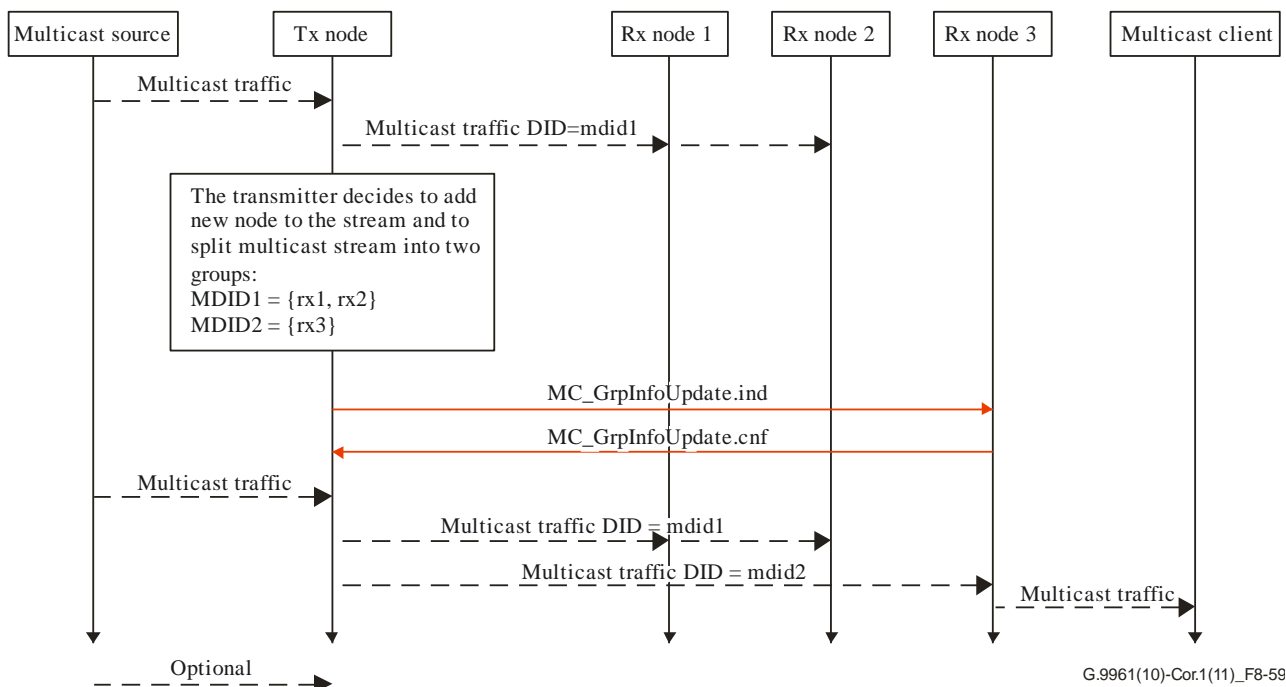 Multicast source
Tx node
Rx node 1
Rx node 2
Rx node 3
Multicast client
Multicast traffic
Multicast traffic DID=mdid1
The transmitter decides to add
new node to the stream and to
split multicast stream into two
groups:
MDID1 = {rx1, rx2}
MDID2 = {rx3}
MC_GrpInfoUpdate.ind
MC_GrpInfoUpdate.cnf
Multicast traffic
Multicast traffic DID = mdid1
Multicast traffic DID = mdid2
Multicast traffic
Optional
G.9961(10)-Cor.1(11)_F8-59